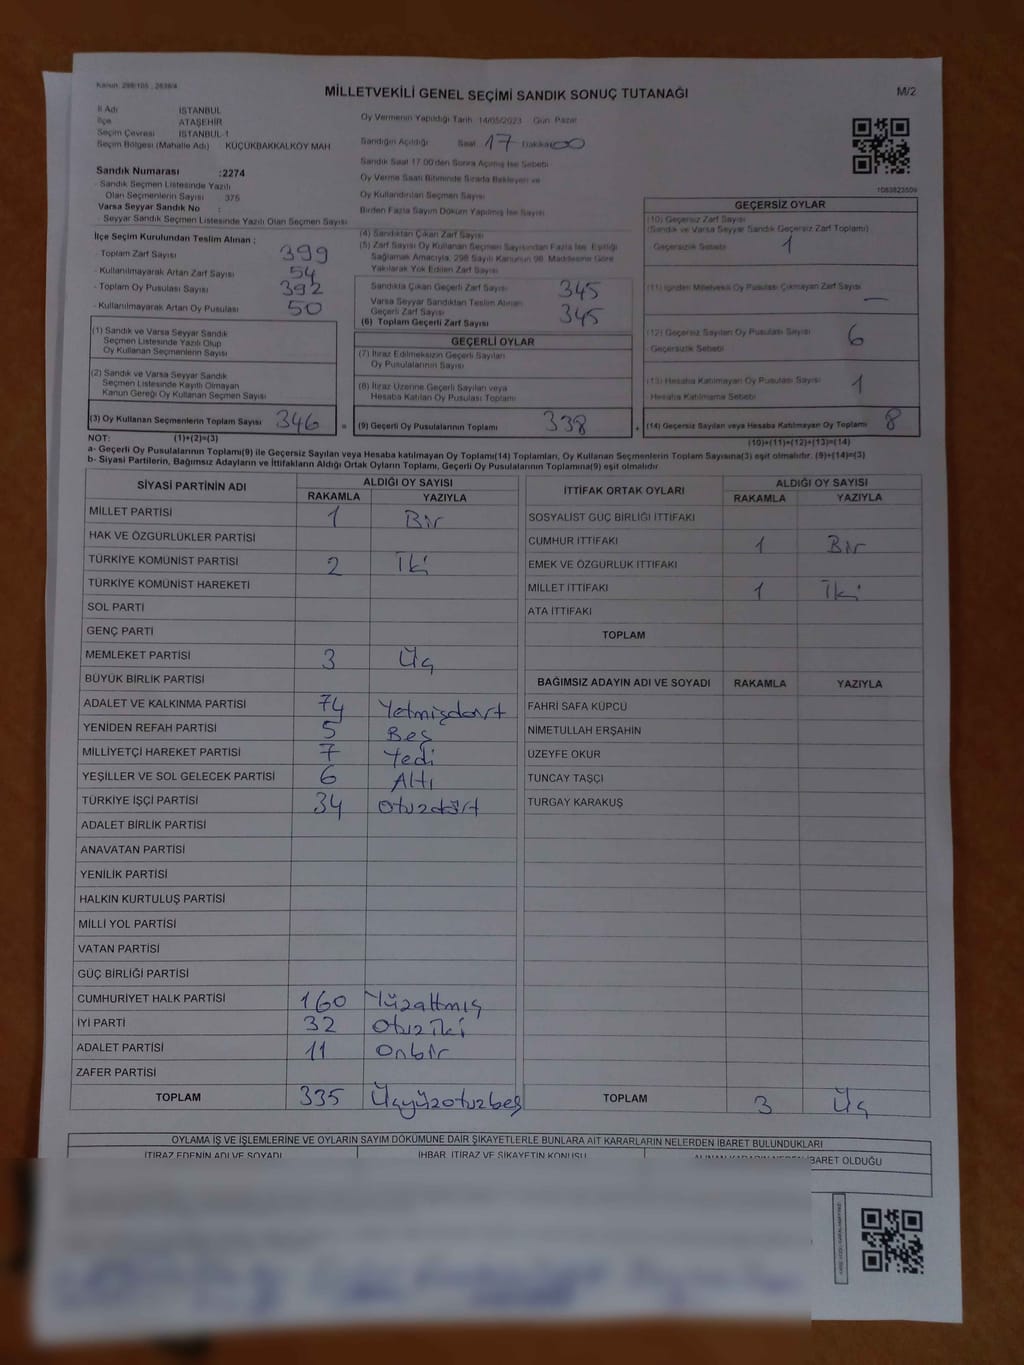 Kanun: 298/105 , 2839/4
MİLLETVEKİLİ GENEL SEÇİMİ SANDIK SONUÇ TUTANAĞI
M/2
İl Adı İSTANBUL
İlçe ATAŞEHİR
Seçim Çevresi İSTANBUL-1
Seçim Bölgesi (Mahalle Adı) KÜÇÜKBAKKALKÖY MAH
Sandık Numarası :2274
- Sandık Seçmen Listesinde Yazılı
Olan Seçmenlerin Sayısı : 375
Varsa Seyyar Sandık No :
- Seyyar Sandık Seçmen Listesinde Yazılı Olan Seçmen Sayısı
İlçe Seçim Kurulundan Teslim Alınan ;
- Toplam Zarf Sayısı 399
- Kullanılmayarak Artan Zarf Sayısı 54
- Toplam Oy Pusulası Sayısı 392
- Kullanılmayarak Artan Oy Pusulası 50
(1) Sandık ve Varsa Seyyar Sandık
Seçmen Listesinde Yazılı Olup
Oy Kullanan Seçmenlerin Sayısı
(2) Sandık ve Varsa Seyyar Sandık
Seçmen Listesinde Kayıtlı Olmayan
Kanun Gereği Oy Kullanan Seçmen Sayısı
(3) Oy Kullanan Seçmenlerin Toplam Sayısı 346 =
Oy Vermenin Yapıldığı Tarih 14/05/2023 Gün Pazar
Sandığın Açıldığı Saat 17 Dakika 00
Sandık Saat 17.00'den Sonra Açılmış İse Sebebi
Oy Verme Saati Bitiminde Sırada Bekleyen ve
Oy Kullandırılan Seçmen Sayısı
Birden Fazla Sayım Döküm Yapılmış İse Sayısı
(4) Sandıktan Çıkan Zarf Sayısı
(5) Zarf Sayısı Oy Kullanan Seçmen Sayısından Fazla İse, Eşitliği
Sağlamak Amacıyla, 298 Sayılı Kanunun 98. Maddesine Göre
Yakılarak Yok Edilen Zarf Sayısı
Sandıkta Çıkan Geçerli Zarf Sayısı 345
Varsa Seyyar Sandıktan Teslim Alınan
Geçerli Zarf Sayısı 345
(6) Toplam Geçerli Zarf Sayısı
GEÇERLİ OYLAR
(7) İtiraz Edilmeksizin Geçerli Sayılan
Oy Pusulalarının Sayısı
(8) İtiraz Üzerine Geçerli Sayılan veya
Hesaba Katılan Oy Pusulası Toplamı
(9) Geçerli Oy Pusulalarının Toplamı 338 +
1083823509
GEÇERSİZ OYLAR
(10) Geçersiz Zarf Sayısı
(Sandık ve Varsa Seyyar Sandık Geçersiz Zarf Toplamı)
Geçersizlik Sebebi 1
(11) İçinden Milletvekili Oy Pusulası Çıkmayan Zarf Sayısı
—
(12) Geçersiz Sayılan Oy Pusulası Sayısı 6
Geçersizlik Sebebi
(13) Hesaba Katılmayan Oy Pusulası Sayısı 1
Hesaba Katılmama Sebebi
(14) Geçersiz Sayılan veya Hesaba Katılmayan Oy Toplamı 8
NOT: (1)+(2)=(3) (10)+(11)+(12)+(13)=(14)
a- Geçerli Oy Pusulalarının Toplamı(9) ile Geçersiz Sayılan veya Hesaba katılmayan Oy Toplamı(14) Toplamları, Oy Kullanan Seçmenlerin Toplam Sayısına(3) eşit olmalıdır. (9)+(14)=(3)
b- Siyasi Partilerin, Bağımsız Adayların ve İttifakların Aldığı Ortak Oyların Toplamı, Geçerli Oy Pusulalarının Toplamına(9) eşit olmalıdır
SİYASİ PARTİNİN ADI ALDIĞI OY SAYISI
RAKAMLA YAZIYLA
MİLLET PARTİSİ 1 Bir
HAK VE ÖZGÜRLÜKLER PARTİSİ
TÜRKİYE KOMÜNİST PARTİSİ 2 İki
TÜRKİYE KOMÜNİST HAREKETİ
SOL PARTİ
GENÇ PARTİ
MEMLEKET PARTİSİ 3 Üç
BÜYÜK BİRLİK PARTİSİ
ADALET VE KALKINMA PARTİSİ 74 Yetmişdört
YENİDEN REFAH PARTİSİ 5 Beş
MİLLİYETÇİ HAREKET PARTİSİ 7 Yedi
YEŞİLLER VE SOL GELECEK PARTİSİ 6 Altı
TÜRKİYE İŞÇİ PARTİSİ 34 Otuzdört
ADALET BİRLİK PARTİSİ
ANAVATAN PARTİSİ
YENİLİK PARTİSİ
HALKIN KURTULUŞ PARTİSİ
MİLLİ YOL PARTİSİ
VATAN PARTİSİ
GÜÇ BİRLİĞİ PARTİSİ
CUMHURİYET HALK PARTİSİ 160 Yüzaltmış
İYİ PARTİ 32 Otuz iki
ADALET PARTİSİ 11 Onbir
ZAFER PARTİSİ
TOPLAM 335 Üçyüzotuzbeş
İTTİFAK ORTAK OYLARI ALDIĞI OY SAYISI
RAKAMLA YAZIYLA
SOSYALİST GÜÇ BİRLİĞİ İTTİFAKI
CUMHUR İTTİFAKI 1 Bir
EMEK VE ÖZGÜRLÜK İTTİFAKI
MİLLET İTTİFAKI 1 İki
ATA İTTİFAKI
TOPLAM
BAĞIMSIZ ADAYIN ADI VE SOYADI RAKAMLA YAZIYLA
FAHRİ SAFA KÜPCÜ
NİMETULLAH ERŞAHİN
ÜZEYFE OKUR
TUNCAY TAŞÇI
TURGAY KARAKUŞ
TOPLAM 3 Üç
OYLAMA İŞ VE İŞLEMLERİNE VE OYLARIN SAYIM DÖKÜMÜNE DAİR ŞİKAYETLERLE BUNLARA AİT KARARLARIN NELERDEN İBARET BULUNDUKLARI
İTİRAZ EDENİN ADI VE SOYADI İHBAR, İTİRAZ VE ŞİKAYETİN KONUSU ALINAN KARARIN NEDEN İBARET OLDUĞU